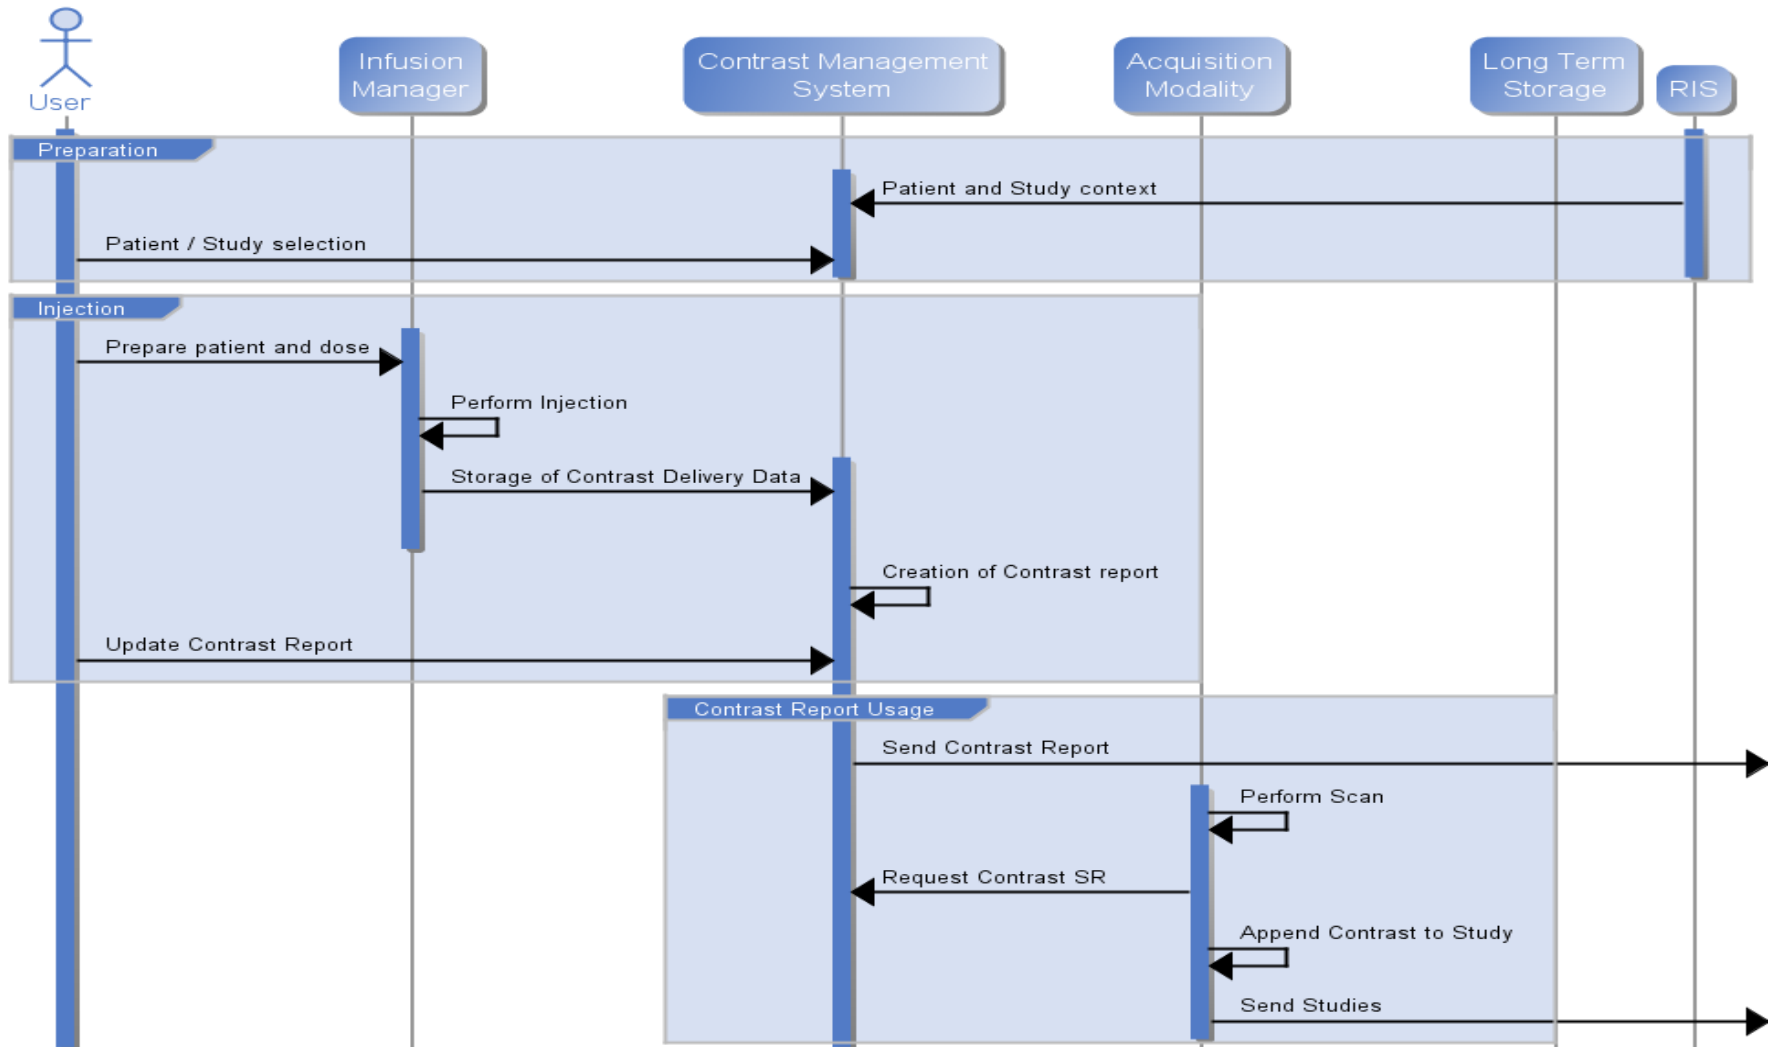 User
Infusion
Manager
Contrast Management
System
Acquisition
Modality
Long Term
Storage
RIS
Preparation
Patient and Study context
Patient / Study selection
Injection
Prepare patient and dose
Perform Injection
Storage of Contrast Delivery Data
Creation of Contrast report
Update Contrast Report
Contrast Report Usage
Send Contrast Report
Perform Scan
Request Contrast SR
Append Contrast to Study
Send Studies